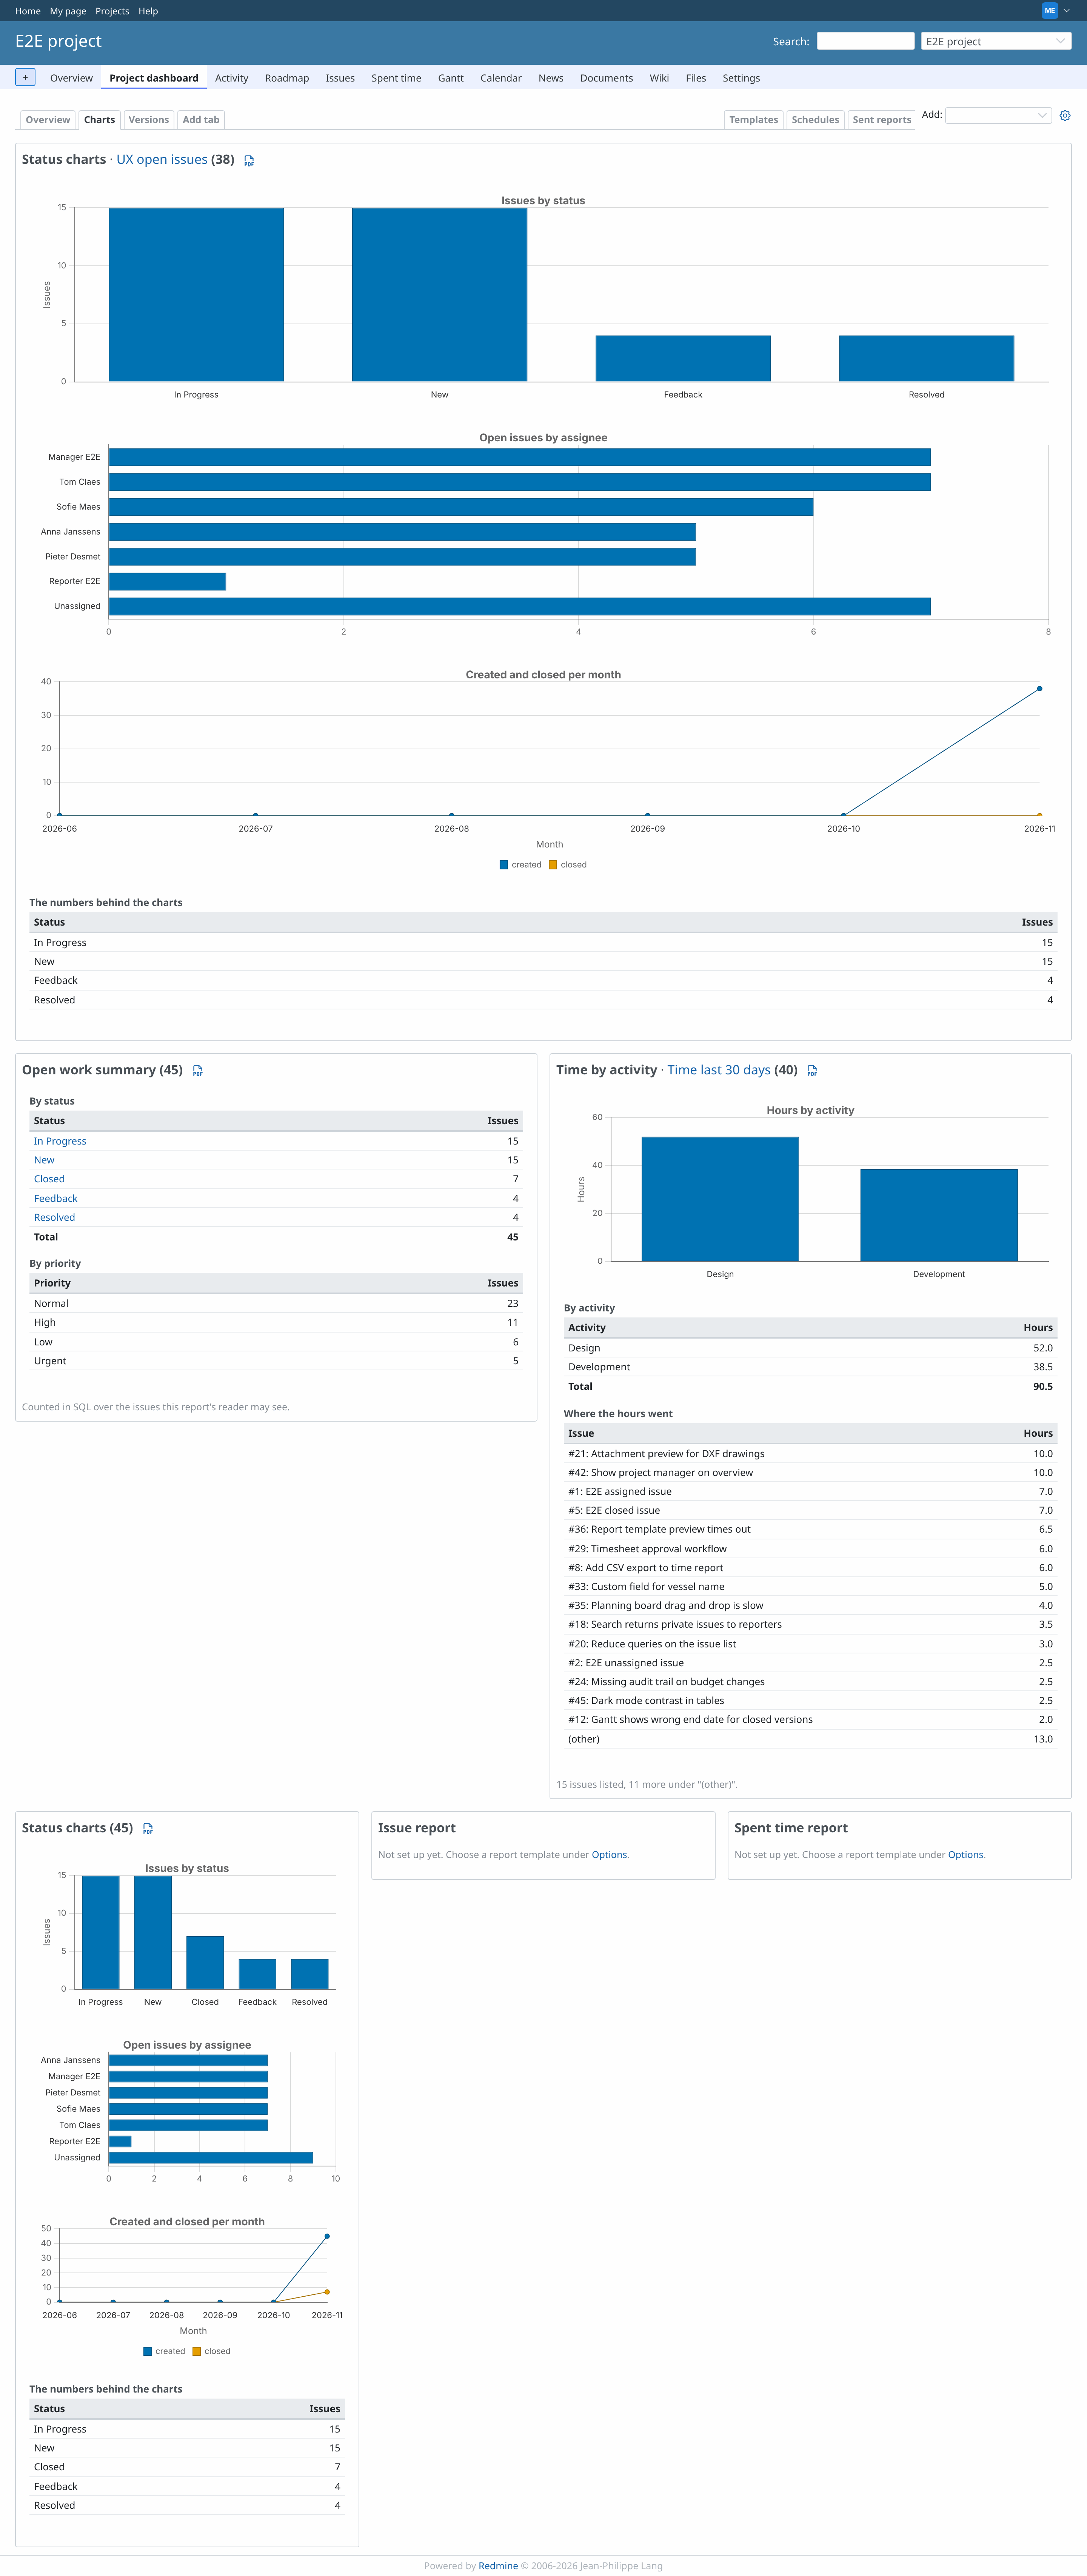 Home My page Projects Help ME
E2E project
Search: E2E project
+ Overview Project dashboard Activity Roadmap Issues Spent time Gantt Calendar News Documents Wiki Files Settings
Overview Charts Versions Add tab Templates Schedules Sent reports Add:
Status charts · UX open issues (38) PDF
Issues by status
15
10
5
0
Issues
In Progress New Feedback Resolved
Open issues by assignee
Manager E2E
Tom Claes
Sofie Maes
Anna Janssens
Pieter Desmet
Reporter E2E
Unassigned
0 2 4 6 8
Created and closed per month
40
30
20
10
0
2026-06 2026-07 2026-08 2026-09 2026-10 2026-11
Month
created closed
The numbers behind the charts
Status Issues
In Progress 15
New 15
Feedback 4
Resolved 4
Open work summary (45) PDF
By status
Status Issues
In Progress 15
New 15
Closed 7
Feedback 4
Resolved 4
Total 45
By priority
Priority Issues
Normal 23
High 11
Low 6
Urgent 5
Counted in SQL over the issues this report's reader may see.
Time by activity · Time last 30 days (40) PDF
Hours by activity
60
40
20
0
Hours
Design Development
By activity
Activity Hours
Design 52.0
Development 38.5
Total 90.5
Where the hours went
Issue Hours
#21: Attachment preview for DXF drawings 10.0
#42: Show project manager on overview 10.0
#1: E2E assigned issue 7.0
#5: E2E closed issue 7.0
#36: Report template preview times out 6.5
#29: Timesheet approval workflow 6.0
#8: Add CSV export to time report 6.0
#33: Custom field for vessel name 5.0
#35: Planning board drag and drop is slow 4.0
#18: Search returns private issues to reporters 3.5
#20: Reduce queries on the issue list 3.0
#2: E2E unassigned issue 2.5
#24: Missing audit trail on budget changes 2.5
#45: Dark mode contrast in tables 2.5
#12: Gantt shows wrong end date for closed versions 2.0
(other) 13.0
15 issues listed, 11 more under "(other)".
Status charts (45) PDF
Issues by status
15
10
5
0
Issues
In Progress New Closed Feedback Resolved
Open issues by assignee
Anna Janssens
Manager E2E
Pieter Desmet
Sofie Maes
Tom Claes
Reporter E2E
Unassigned
0 2 4 6 8 10
Created and closed per month
50
40
30
20
10
0
2026-06 2026-07 2026-08 2026-09 2026-10 2026-11
Month
created closed
The numbers behind the charts
Status Issues
In Progress 15
New 15
Closed 7
Feedback 4
Resolved 4
Issue report
Not set up yet. Choose a report template under Options.
Spent time report
Not set up yet. Choose a report template under Options.
Powered by Redmine © 2006-2026 Jean-Philippe Lang